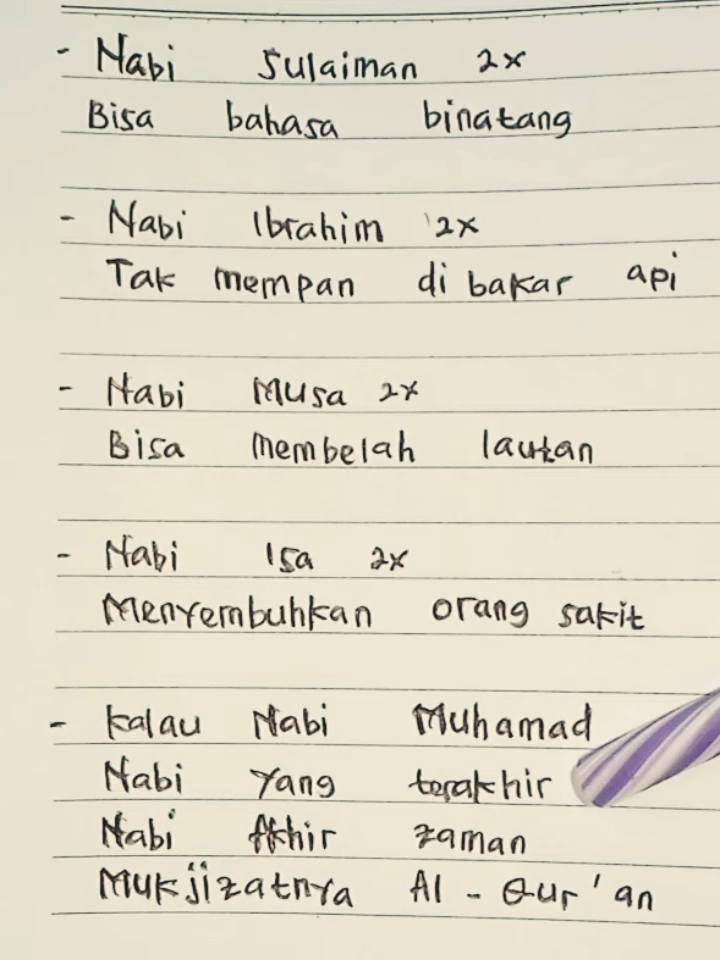 - Nabi Sulaiman 2x
Bisa bahasa binatang
- Nabi Ibrahim 2x
Tak mempan di bakar api
- Nabi Musa 2x
Bisa membelah lautan
- Nabi Isa 2x
Menyembuhkan orang sakit
- Kalau Nabi Muhamad
Nabi Yang terakhir
Nabi Akhir zaman
Mukjizatnya Al - Qur'an